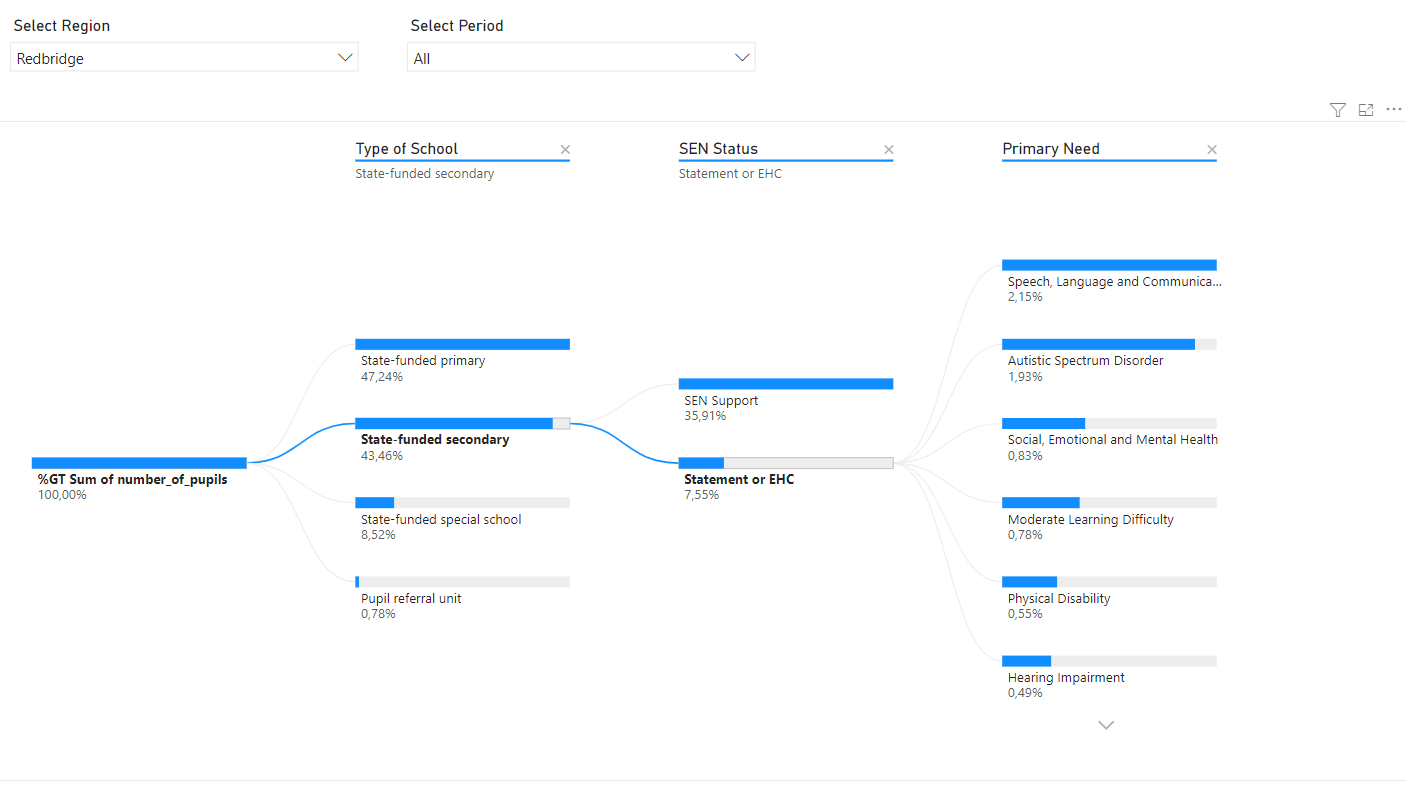 Select Region
Redbridge
Select Period
All
Type of School
State-funded secondary
SEN Status
Statement or EHC
Primary Need
%GT Sum of number_of_pupils
100,00%
State-funded primary
47,24%
State-funded secondary
43,46%
State-funded special school
8,52%
Pupil referral unit
0,78%
SEN Support
35,91%
Statement or EHC
7,55%
Speech, Language and Communica...
2,15%
Autistic Spectrum Disorder
1,93%
Social, Emotional and Mental Health
0,83%
Moderate Learning Difficulty
0,78%
Physical Disability
0,55%
Hearing Impairment
0,49%